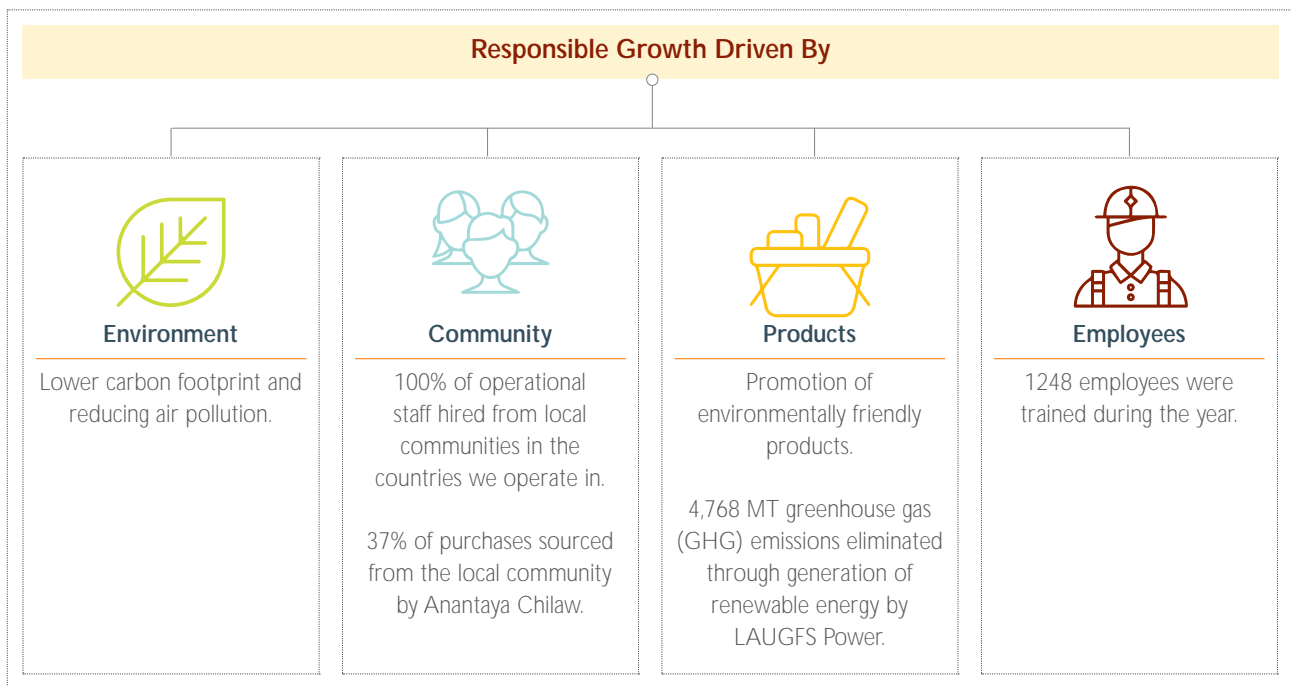 Responsible Growth Driven By
Environment
Lower carbon footprint and
reducing air pollution.
Community
100% of operational
staff hired from local
communities in the
countries we operate in.
37% of purchases sourced
from the local community
by Anantaya Chilaw.
Products
Promotion of
environmentally friendly
products.
4,768 MT greenhouse gas
(GHG) emissions eliminated
through generation of
renewable energy by
LAUGFS Power.
Employees
1248 employees were
trained during the year.